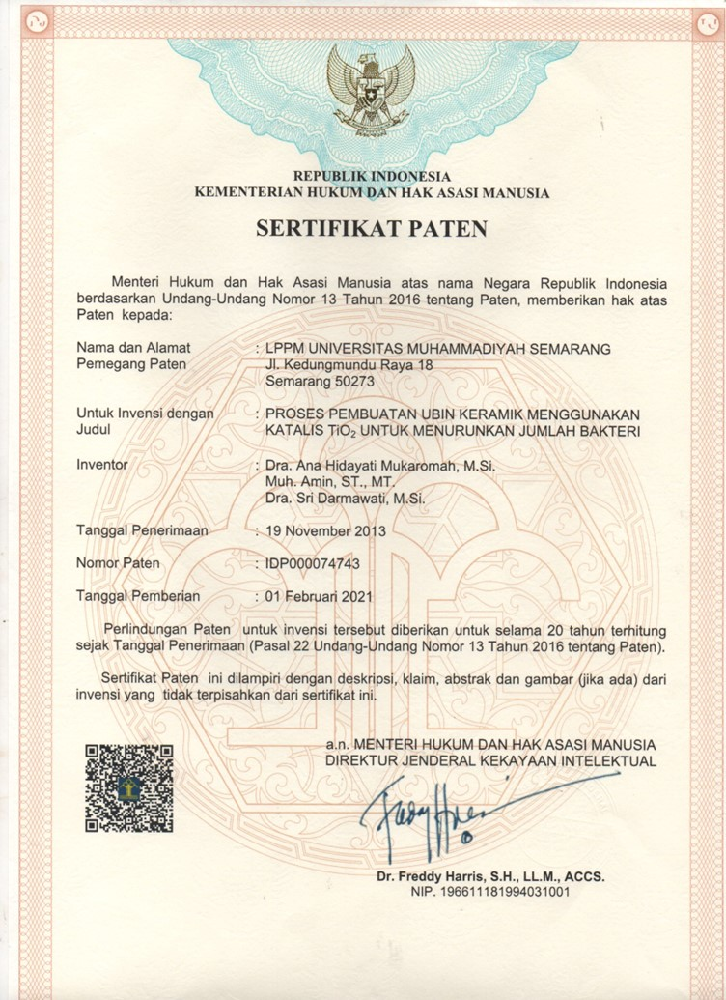 REPUBLIK INDONESIA
KEMENTERIAN HUKUM DAN HAK ASASI MANUSIA
SERTIFIKAT PATEN
Menteri Hukum dan Hak Asasi Manusia atas nama Negara Republik Indonesia
berdasarkan Undang-Undang Nomor 13 Tahun 2016 tentang Paten, memberikan hak atas
Paten kepada:
Nama dan Alamat : LPPM UNIVERSITAS MUHAMMADIYAH SEMARANG
Pemegang Paten Jl. Kedungmundu Raya 18
Semarang 50273
Untuk Invensi dengan : PROSES PEMBUATAN UBIN KERAMIK MENGGUNAKAN
Judul KATALIS TiO₂ UNTUK MENURUNKAN JUMLAH BAKTERI
Inventor : Dra. Ana Hidayati Mukaromah, M.Si.
Muh. Amin, ST., MT.
Dra. Sri Darmawati, M.Si.
Tanggal Penerimaan : 19 November 2013
Nomor Paten : IDP000074743
Tanggal Pemberian : 01 Februari 2021
Perlindungan Paten untuk invensi tersebut diberikan untuk selama 20 tahun terhitung
sejak Tanggal Penerimaan (Pasal 22 Undang-Undang Nomor 13 Tahun 2016 tentang Paten).
Sertifikat Paten ini dilampiri dengan deskripsi, klaim, abstrak dan gambar (jika ada) dari
invensi yang tidak terpisahkan dari sertifikat ini.
a.n. MENTERI HUKUM DAN HAK ASASI MANUSIA
DIREKTUR JENDERAL KEKAYAAN INTELEKTUAL
Dr. Freddy Harris, S.H., LL.M., ACCS.
NIP. 196611181994031001